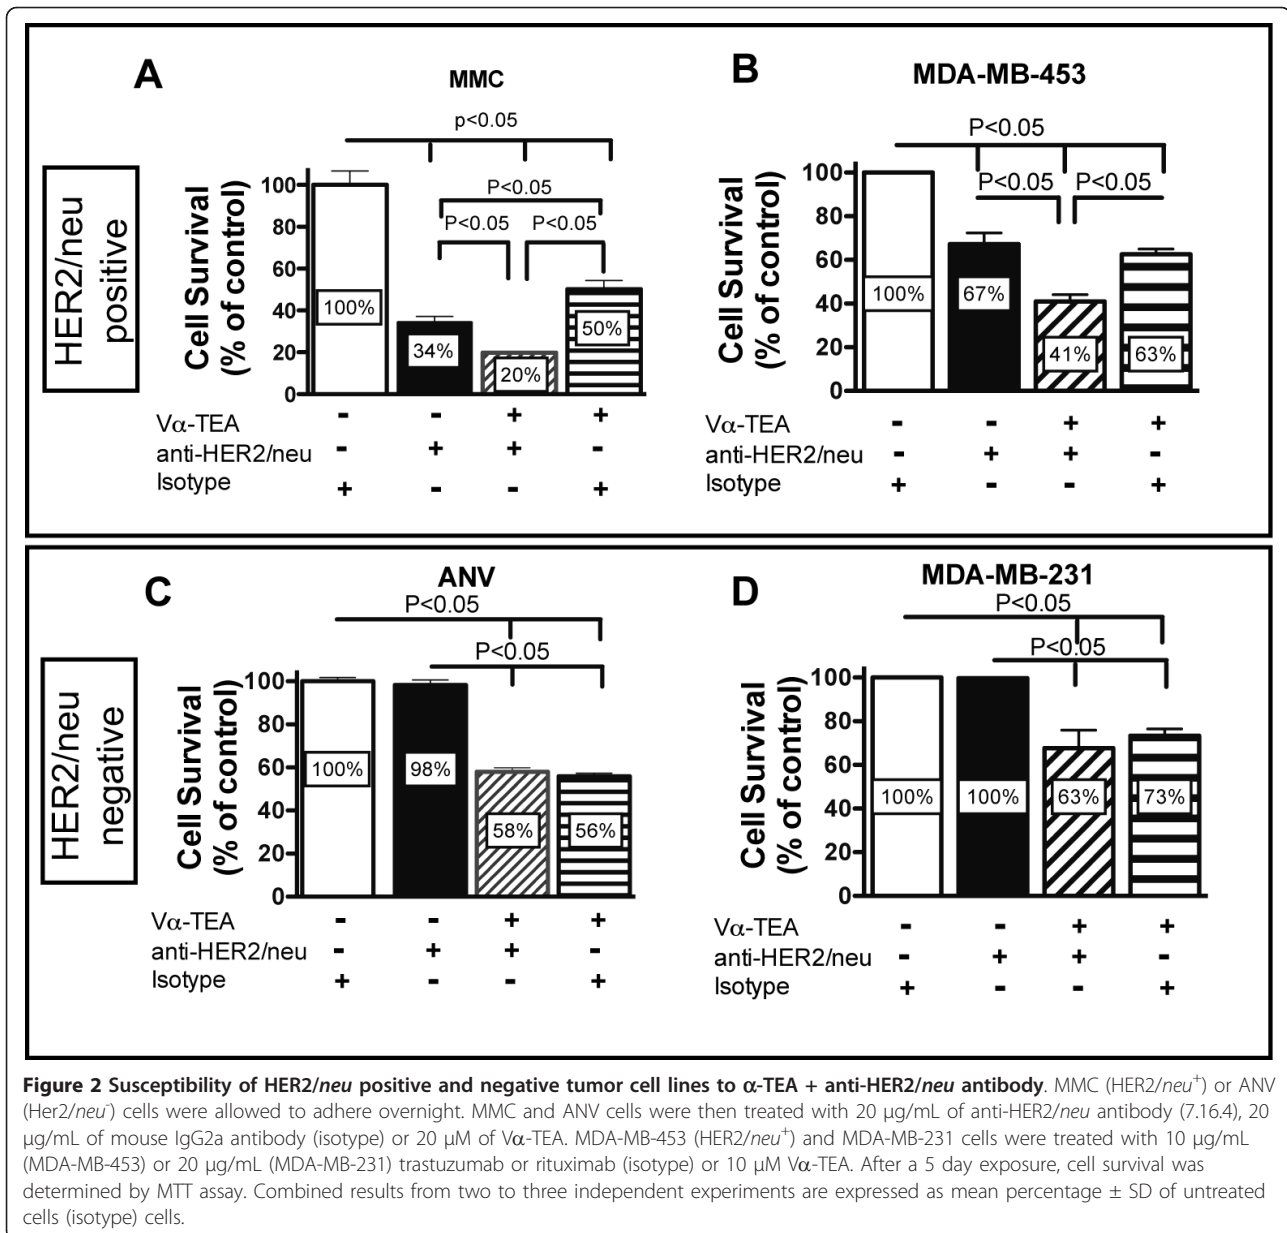 A
MMC
p<0.05
P<0.05
P<0.05
P<0.05
HER2/neu
positive
Cell Survival
(% of control)
100
80
60
40
20
0
100%
34%
20%
50%
Vα-TEA - - + +
anti-HER2/neu - + + -
Isotype + - - +
B
MDA-MB-453
P<0.05
P<0.05
P<0.05
Cell Survival
(% of control)
100
80
60
40
20
0
100%
67%
41%
63%
Vα-TEA - - + +
anti-HER2/neu - + + -
Isotype + - - +
C
ANV
P<0.05
P<0.05
HER2/neu
negative
Cell Survival
(% of control)
100
80
60
40
20
0
100%
98%
58%
56%
Vα-TEA - - + +
anti-HER2/neu - + + -
Isotype + - - +
D
MDA-MB-231
P<0.05
P<0.05
Cell Survival
(% of control)
100
80
60
40
20
0
100%
100%
63%
73%
Vα-TEA - - + +
anti-HER2/neu - + + -
Isotype + - - +
Figure 2 Susceptibility of HER2/neu positive and negative tumor cell lines to α-TEA + anti-HER2/neu antibody. MMC (HER2/neu⁺) or ANV
(Her2/neu⁻) cells were allowed to adhere overnight. MMC and ANV cells were then treated with 20 μg/mL of anti-HER2/neu antibody (7.16.4), 20
μg/mL of mouse IgG2a antibody (isotype) or 20 μM of Vα-TEA. MDA-MB-453 (HER2/neu⁺) and MDA-MB-231 cells were treated with 10 μg/mL
(MDA-MB-453) or 20 μg/mL (MDA-MB-231) trastuzumab or rituximab (isotype) or 10 μM Vα-TEA. After a 5 day exposure, cell survival was
determined by MTT assay. Combined results from two to three independent experiments are expressed as mean percentage ± SD of untreated
cells (isotype) cells.